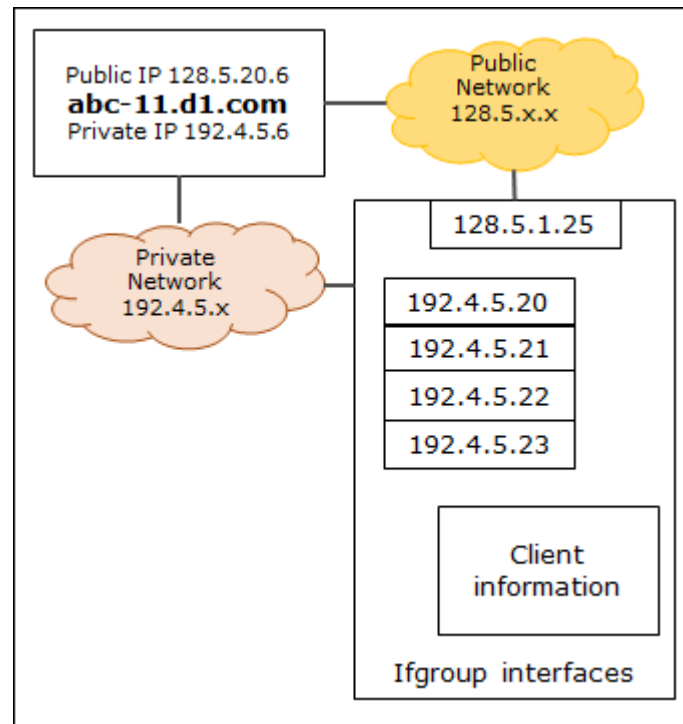 Public IP 128.5.20.6
abc-11.d1.com
Private IP 192.4.5.6
Public
Network
128.5.x.x
Private
Network
192.4.5.x
128.5.1.25
192.4.5.20
192.4.5.21
192.4.5.22
192.4.5.23
Client
information
Ifgroup interfaces